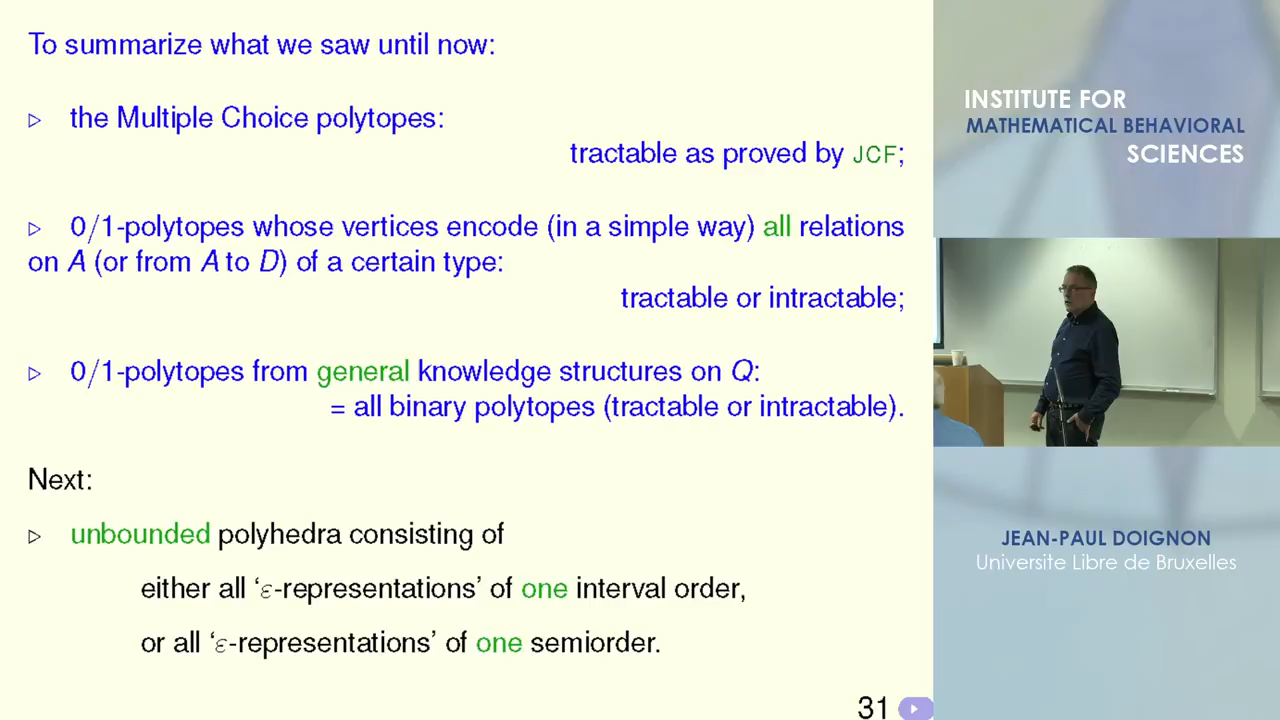 To summarize what we saw until now:
▷ the Multiple Choice polytopes:
tractable as proved by JCF;
▷ 0/1-polytopes whose vertices encode (in a simple way) all relations
on A (or from A to D) of a certain type:
tractable or intractable;
▷ 0/1-polytopes from general knowledge structures on Q:
= all binary polytopes (tractable or intractable).
Next:
▷ unbounded polyhedra consisting of
either all ‘ε-representations’ of one interval order,
or all ‘ε-representations’ of one semiorder.
31
INSTITUTE FOR
MATHEMATICAL BEHAVIORAL
SCIENCES
JEAN-PAUL DOIGNON
Universite Libre de Bruxelles